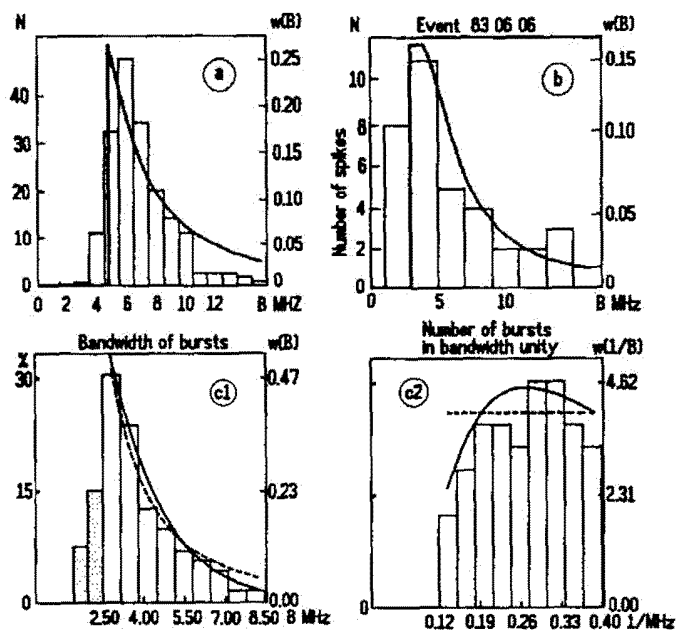 N w(B)
a
0.25
0.20
0.15
0.10
0.05
0
40
30
20
10
0
0 2 4 6 8 10 12 B MHZ
N Event 83 06 06 w(B)
b
0.15
0.10
0.05
0
10
8
6
4
2
Number of spikes
0 5 10 B MHz
Bandwidth of bursts w(B)
%
c1
30
15
0
0.47
0.23
0.00
2.50 4.00 5.50 7.00 8.50 B MHz
Number of bursts
in bandwidth unity w(1/B)
c2
4.62
2.31
0.00
0
0.12 0.19 0.26 0.33 0.40 1/MHz